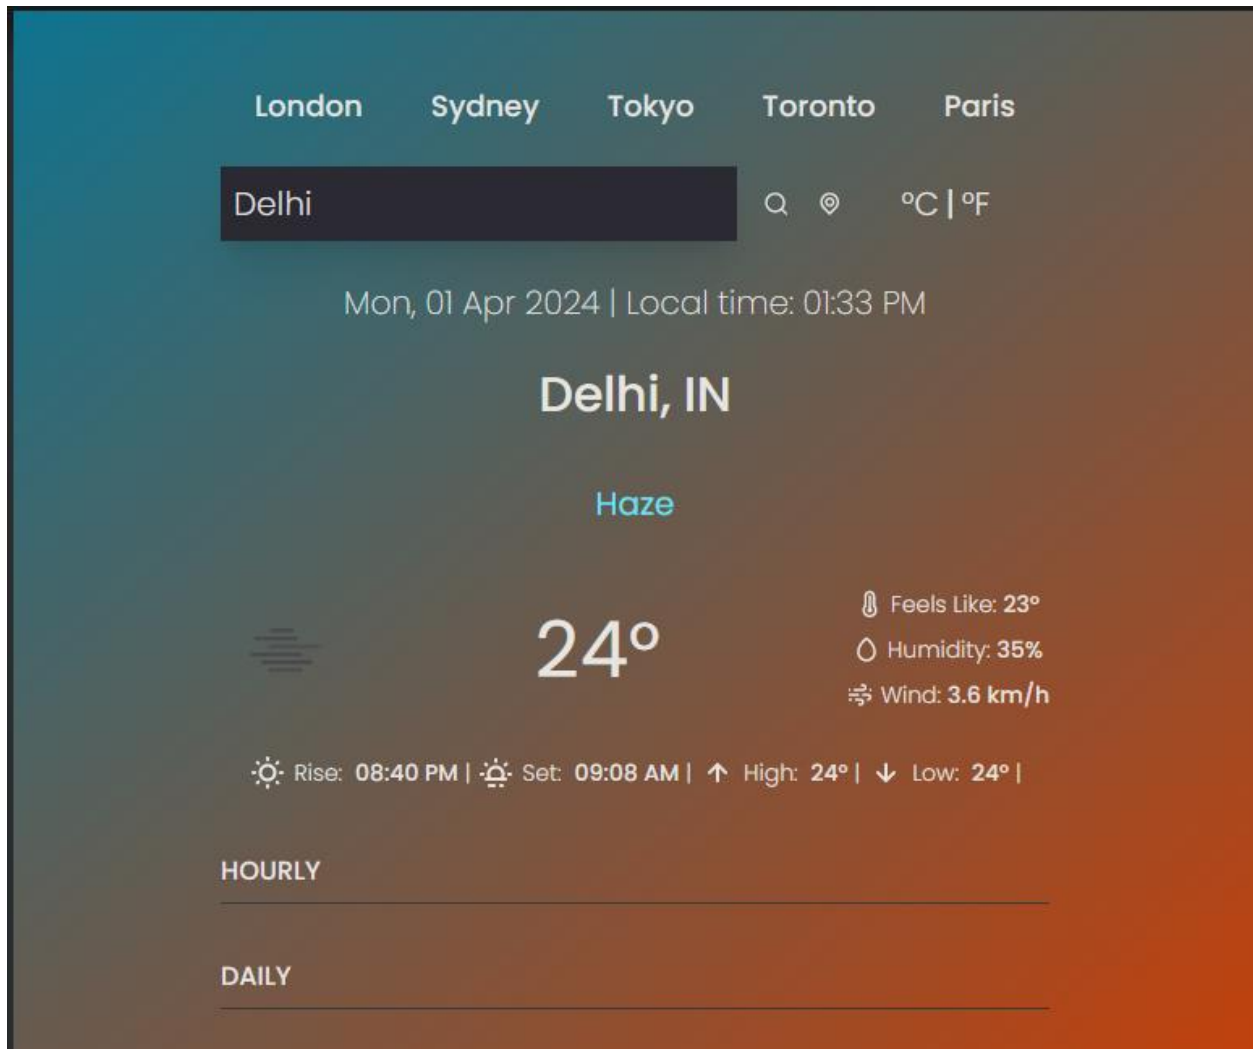 London Sydney Tokyo Toronto Paris
Delhi °C | °F
Mon, 01 Apr 2024 | Local time: 01:33 PM
Delhi, IN
Haze
24°
Feels Like: 23°
Humidity: 35%
Wind: 3.6 km/h
Rise: 08:40 PM | Set: 09:08 AM | High: 24° | Low: 24° |
HOURLY
DAILY